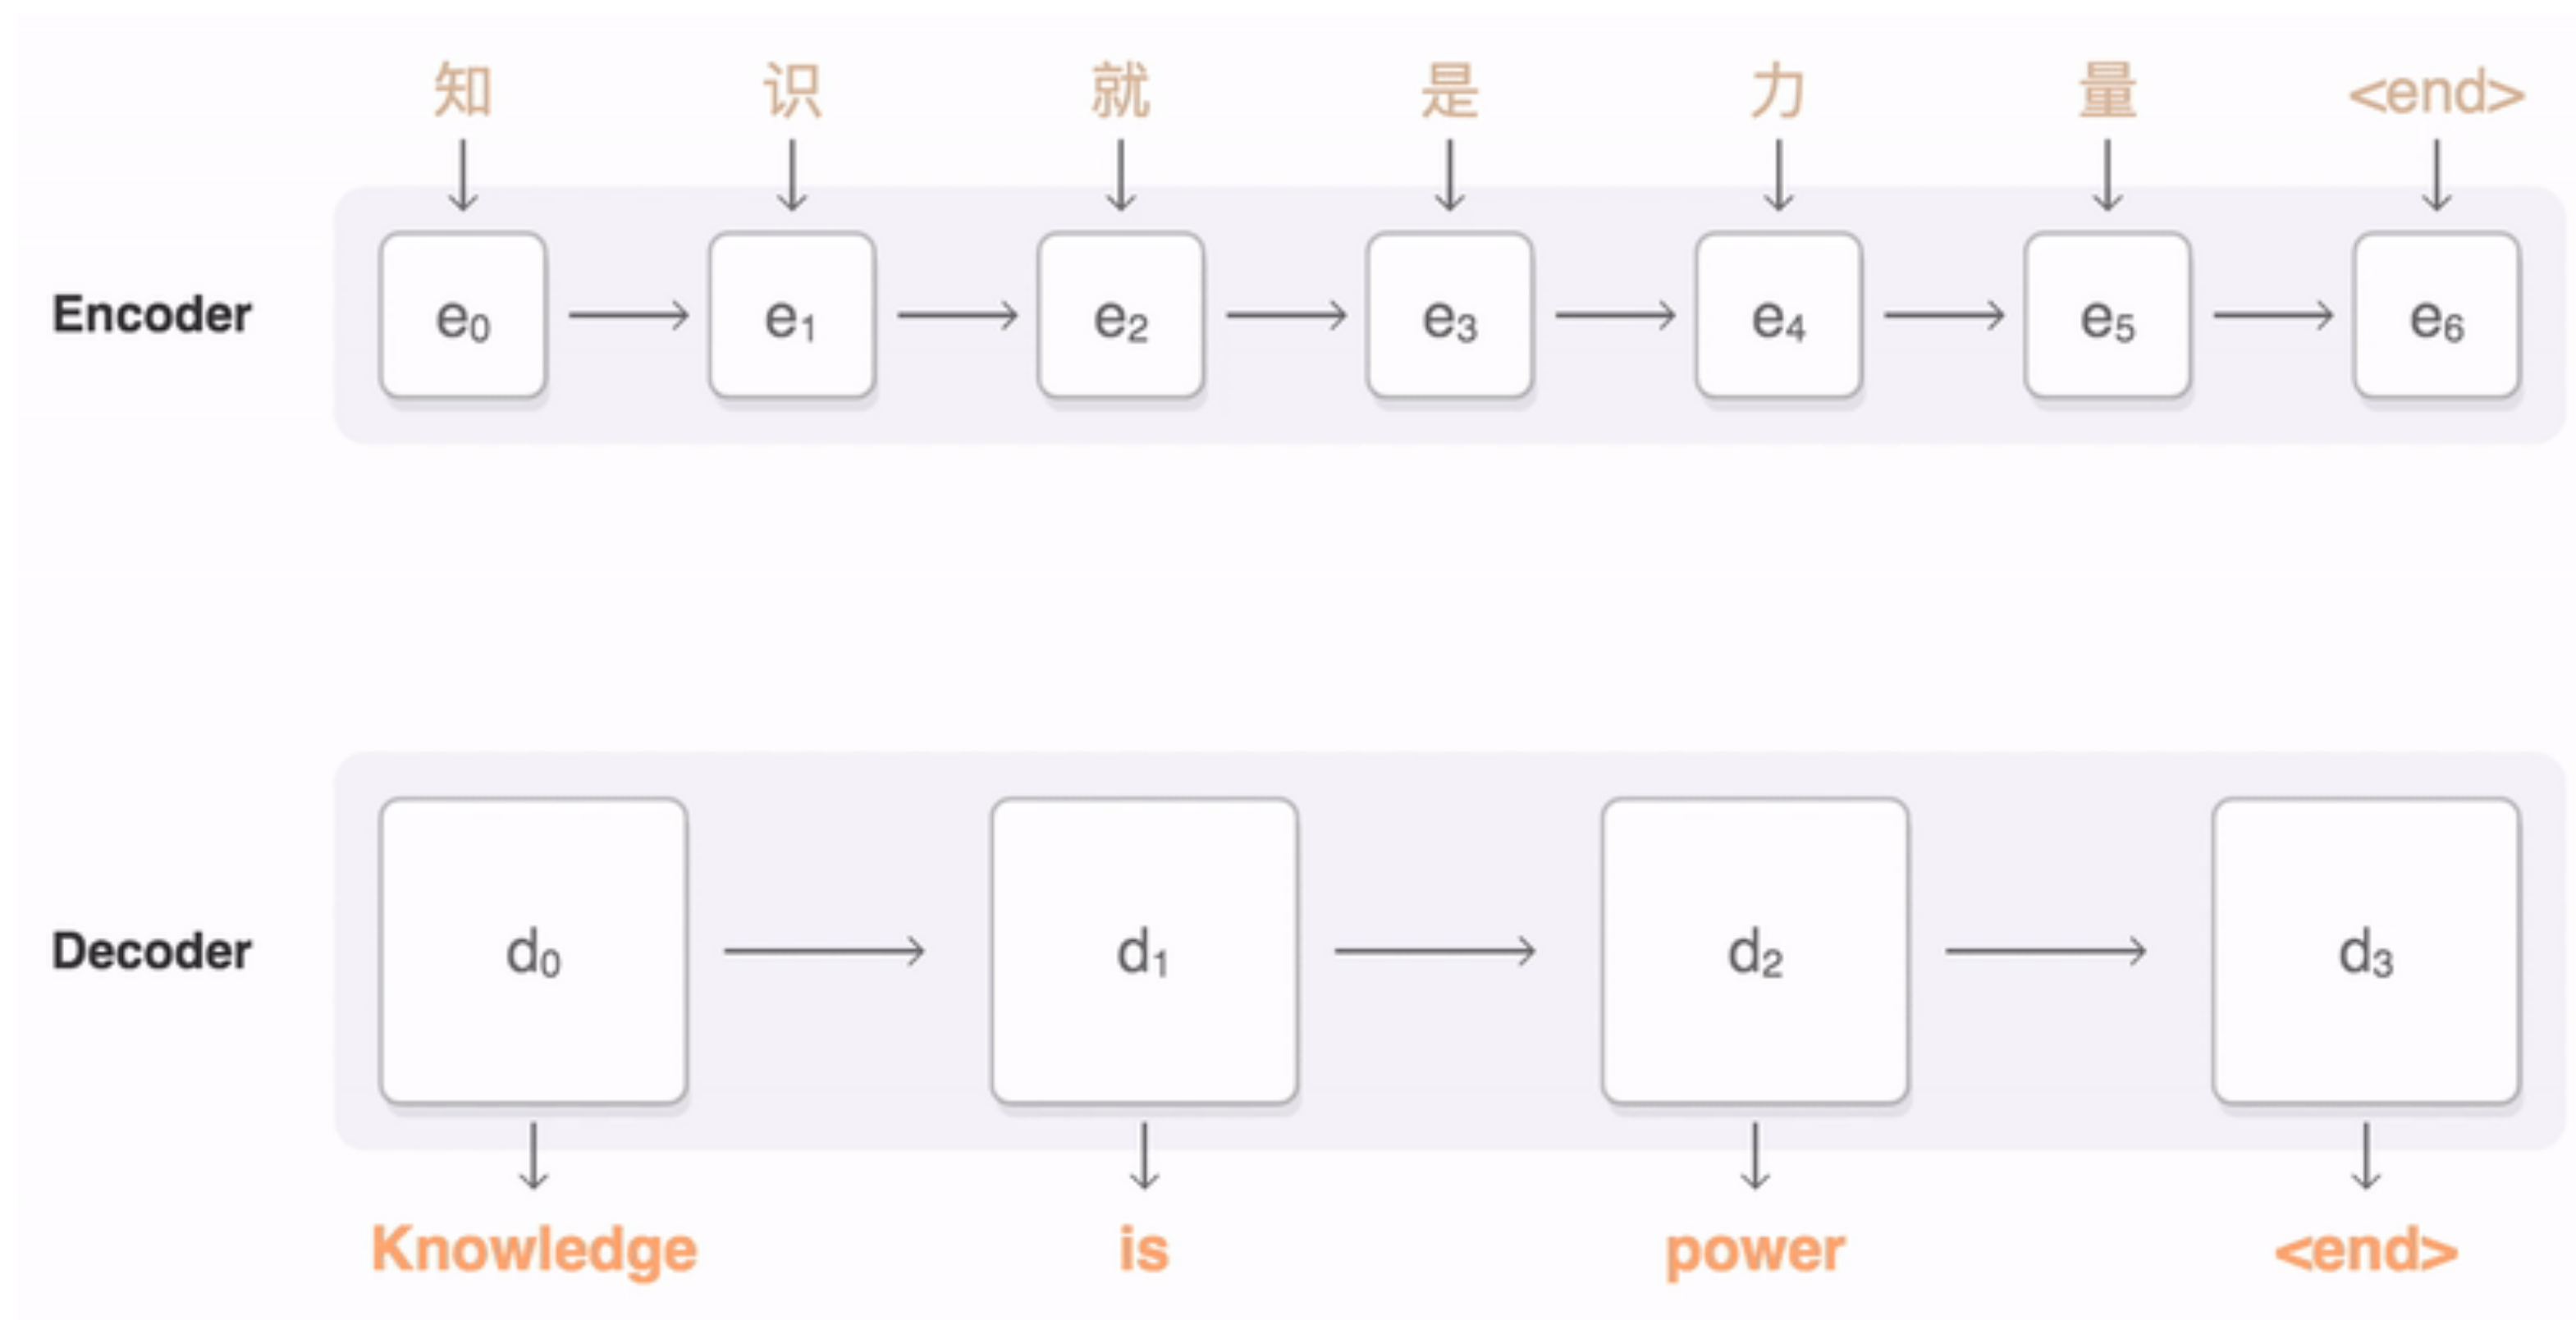 知 识 就 是 力 量 <end>
Encoder e₀ e₁ e₂ e₃ e₄ e₅ e₆
Decoder d₀ d₁ d₂ d₃
Knowledge is power <end>